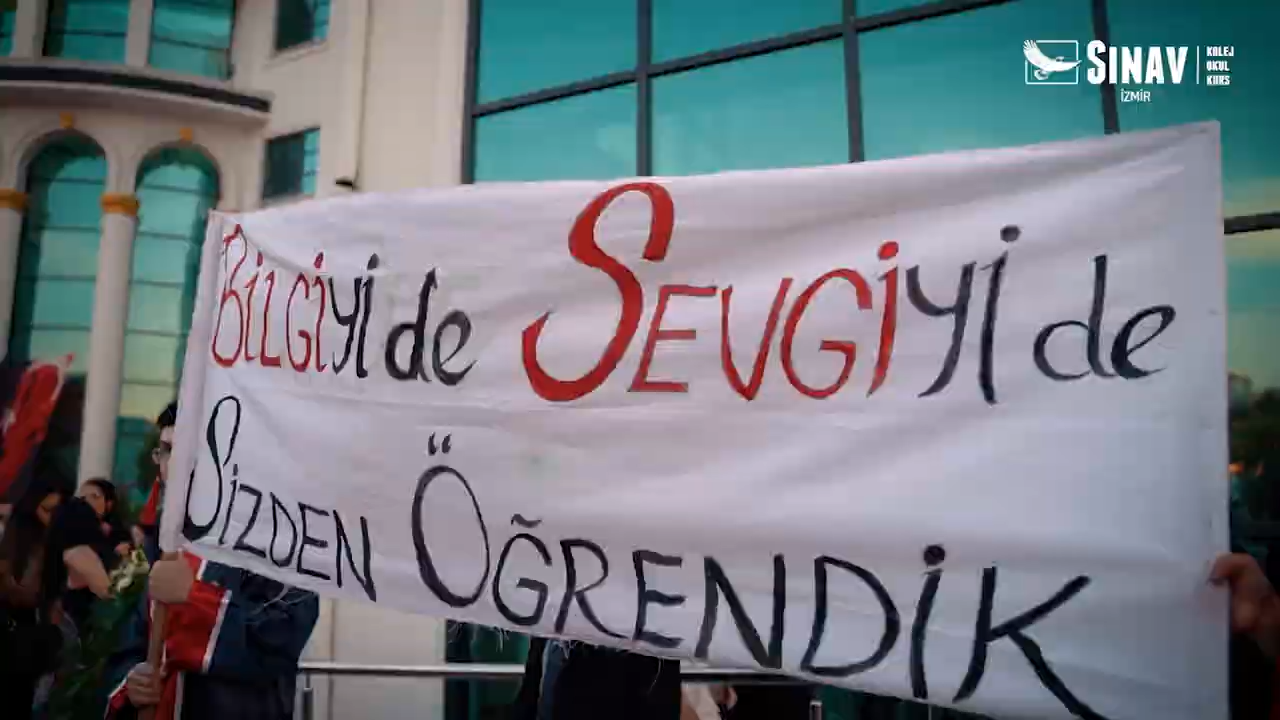 SINAV
KOLEJ
OKUL
KURS
İZMİR
BİLGİYİ de SEVGİYİ de
SİZDEN ÖĞRENDİK